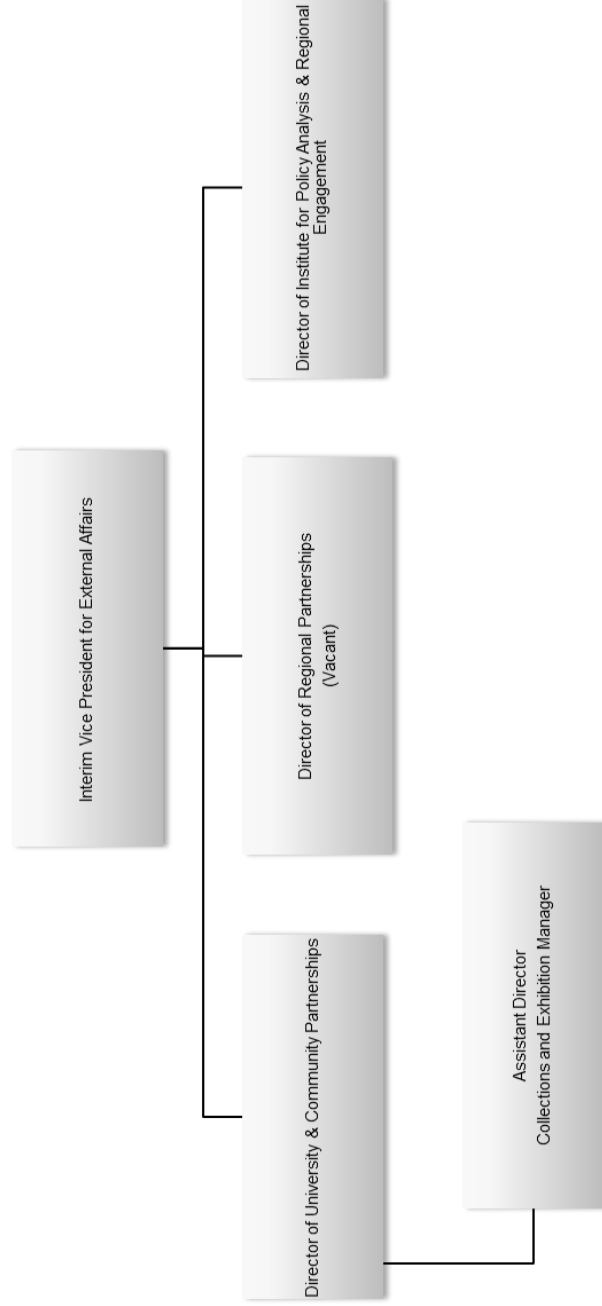 Interim Vice President for External Affairs
Director of University & Community Partnerships
Director of Regional Partnerships
(Vacant)
Director of Institute for Policy Analysis & Regional
Engagement
Assistant Director
Collections and Exhibition Manager